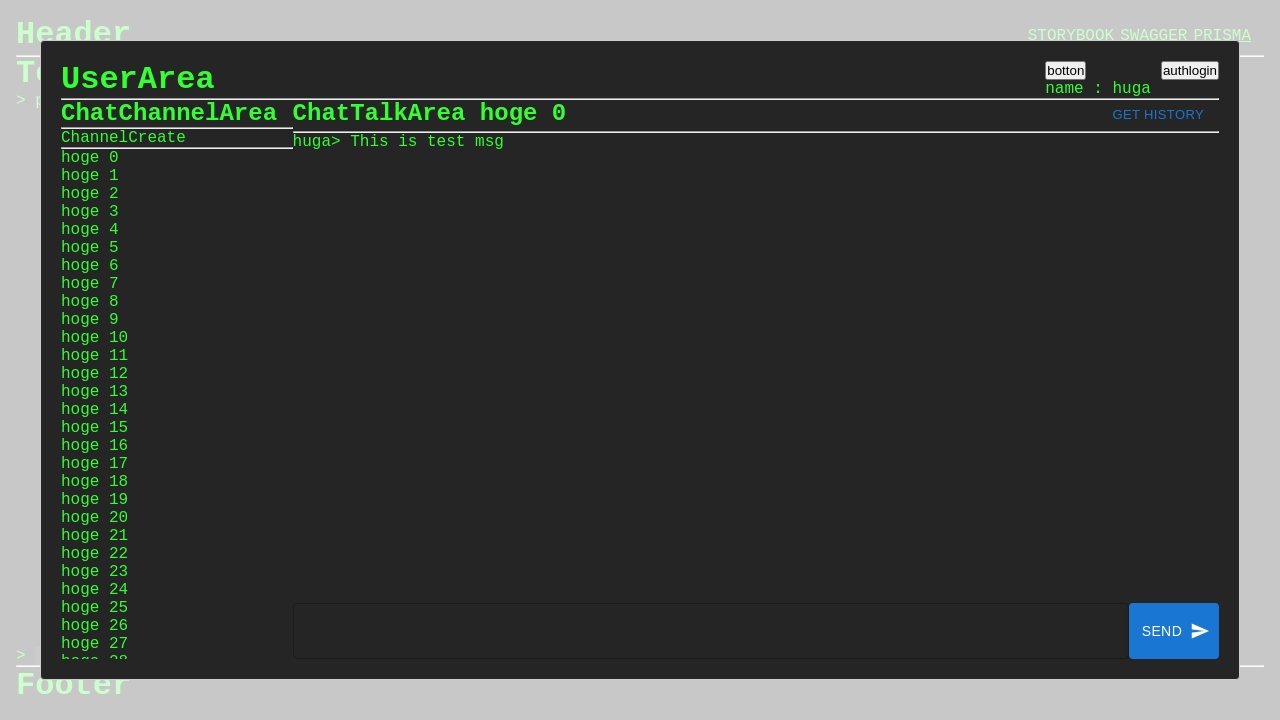 Header
STORYBOOK SWAGGER PRISMA
UserArea
botton authlogin
name : huga
ChatChannelArea
ChatTalkArea hoge 0
GET HISTORY
ChannelCreate
huga> This is test msg
hoge 0
hoge 1
hoge 2
hoge 3
hoge 4
hoge 5
hoge 6
hoge 7
hoge 8
hoge 9
hoge 10
hoge 11
hoge 12
hoge 13
hoge 14
hoge 15
hoge 16
hoge 17
hoge 18
hoge 19
hoge 20
hoge 21
hoge 22
hoge 23
hoge 24
hoge 25
hoge 26
hoge 27
hoge 28
SEND
Footer